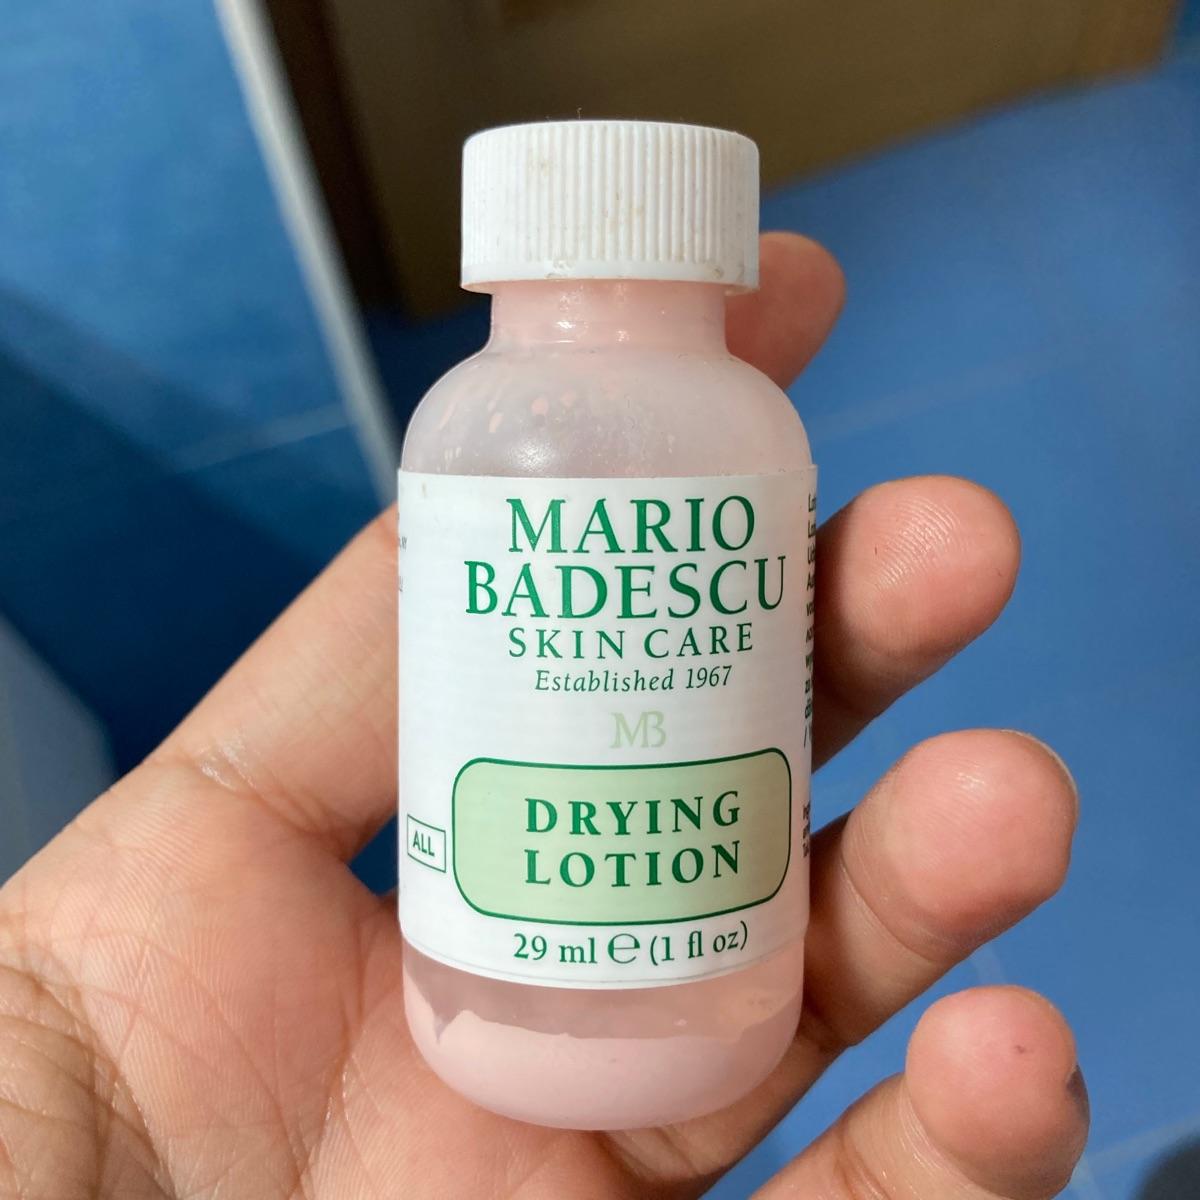 MARIO
BADESCU
SKIN CARE
Established 1967
MB
DRYING
LOTION
ALL
29 ml ℮ (1 fl oz)